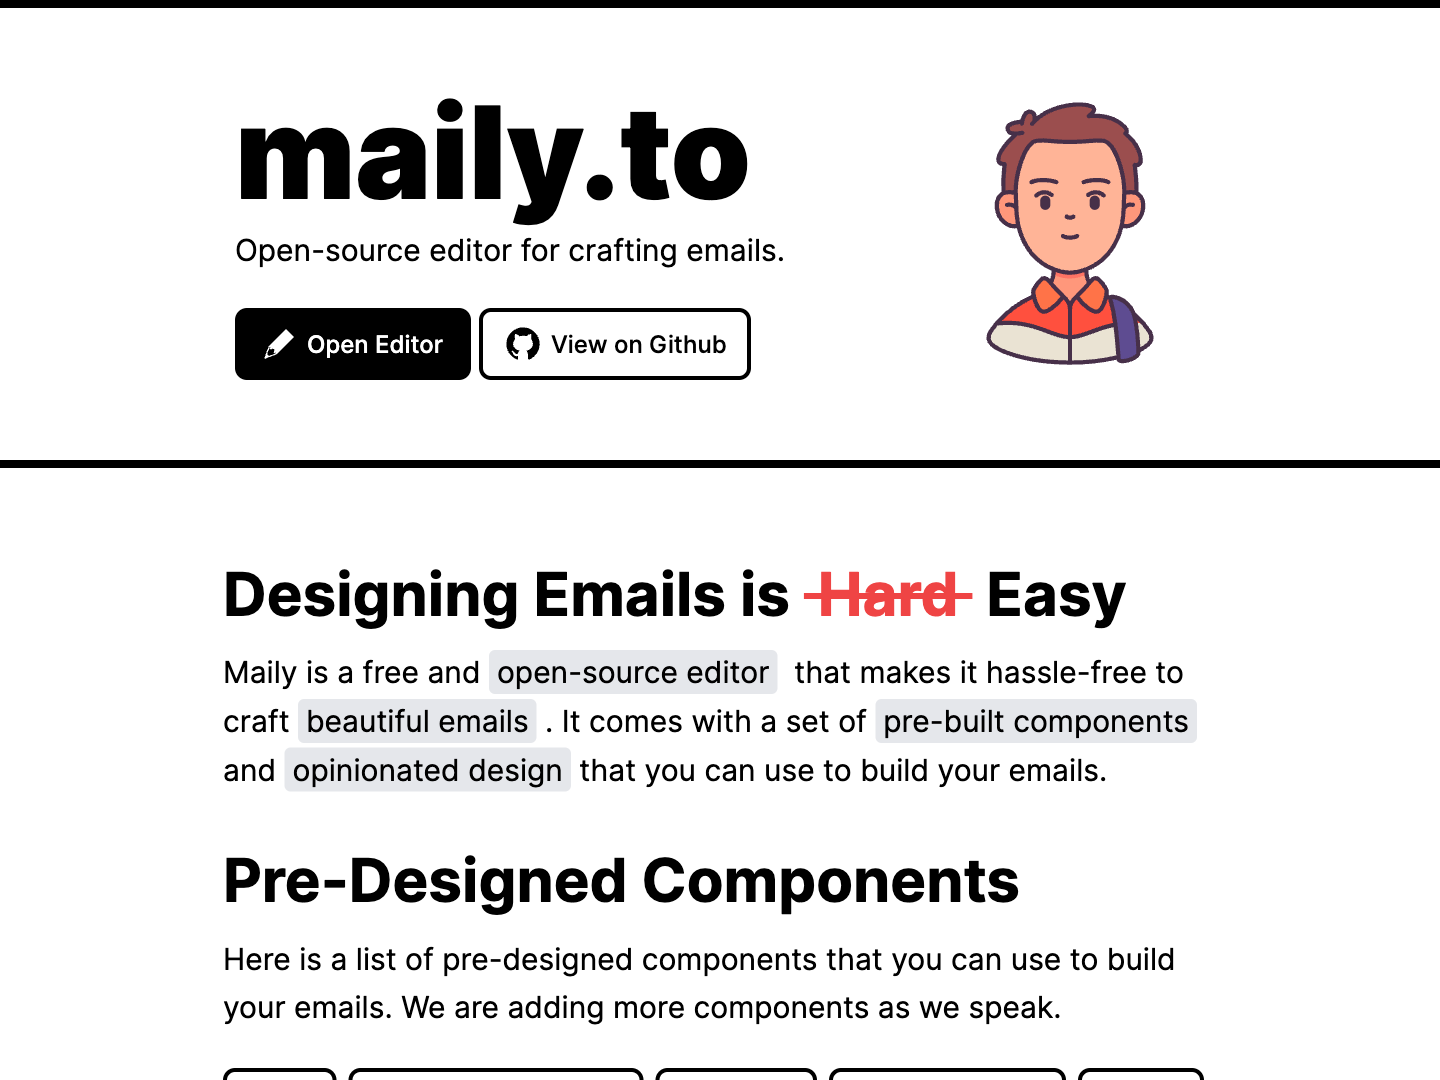 maily.to
Open-source editor for crafting emails.
Open Editor
View on Github
Designing Emails is Hard Easy
Maily is a free and open-source editor that makes it hassle-free to
craft beautiful emails . It comes with a set of pre-built components
and opinionated design that you can use to build your emails.
Pre-Designed Components
Here is a list of pre-designed components that you can use to build
your emails. We are adding more components as we speak.